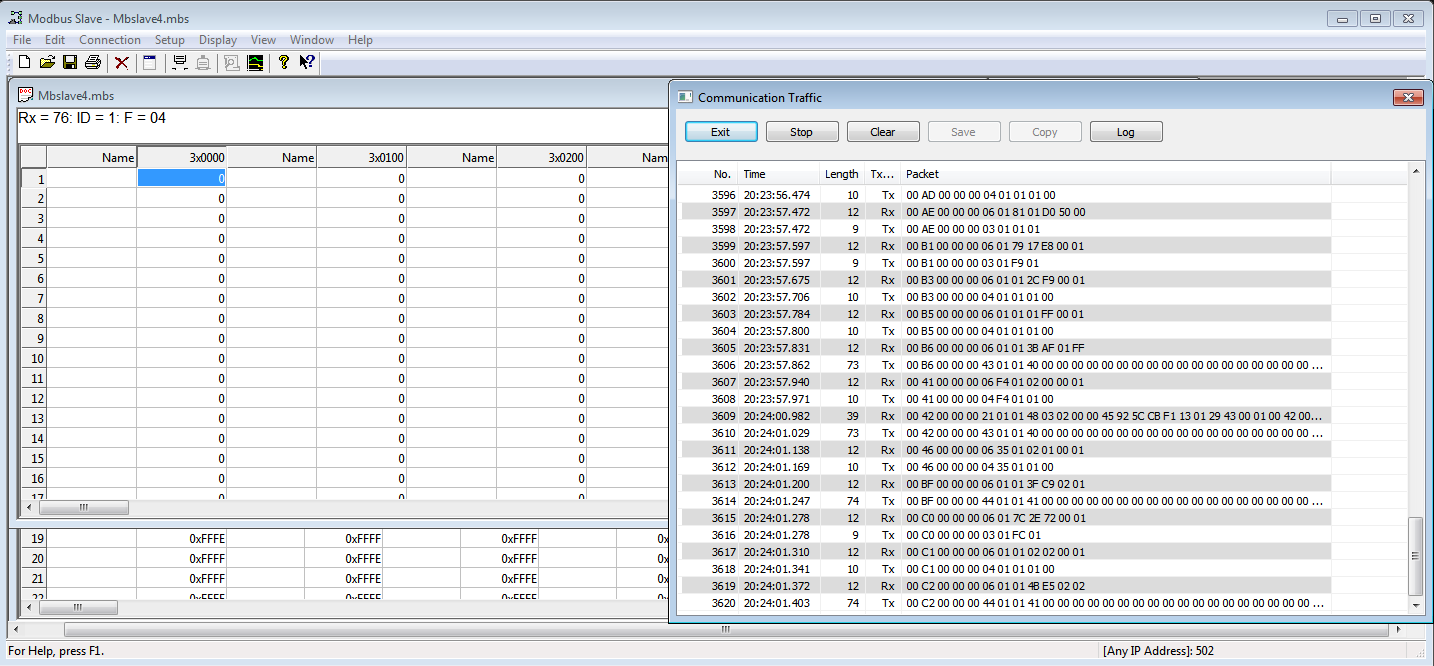 Modbus Slave - Mbslave4.mbs
File Edit Connection Setup Display View Window Help
Mbslave4.mbs
Rx = 76: ID = 1: F = 04
Name 3x0000 Name 3x0100 Name 3x0200 Nam
1 0 0 0
2 0 0 0
3 0 0 0
4 0 0 0
5 0 0 0
6 0 0 0
7 0 0 0
8 0 0 0
9 0 0 0
10 0 0 0
11 0 0 0
12 0 0 0
13 0 0 0
14 0 0 0
15 0 0 0
16 0 0 0
17 0 0 0
19 0xFFFE 0xFFFF 0xFFFF 0x
20 0xFFFF 0xFFFE 0xFFFF 0x
21 0xFFFF 0xFFFF 0xFFFE 0x
22 0xFFFF 0xFFFF 0xFFFF 0x
Communication Traffic
Exit Stop Clear Save Copy Log
No. Time Length Tx... Packet
3596 20:23:56.474 10 Tx 00 AD 00 00 00 04 01 01 01 00
3597 20:23:57.472 12 Rx 00 AE 00 00 00 06 01 81 01 D0 50 00
3598 20:23:57.472 9 Tx 00 AE 00 00 00 03 01 01 01
3599 20:23:57.597 12 Rx 00 B1 00 00 00 06 01 79 17 E8 00 01
3600 20:23:57.597 9 Tx 00 B1 00 00 00 03 01 F9 01
3601 20:23:57.675 12 Rx 00 B3 00 00 00 06 01 01 2C F9 00 01
3602 20:23:57.706 10 Tx 00 B3 00 00 00 04 01 01 01 00
3603 20:23:57.784 12 Rx 00 B5 00 00 00 06 01 01 01 FF 00 01
3604 20:23:57.800 10 Tx 00 B5 00 00 00 04 01 01 01 00
3605 20:23:57.831 12 Rx 00 B6 00 00 00 06 01 01 3B AF 01 FF
3606 20:23:57.862 73 Tx 00 B6 00 00 00 43 01 01 40 00 00 00 00 00 00 00 00 00 00 00 00 00 00 00 00 00 00 ...
3607 20:23:57.940 12 Rx 00 41 00 00 00 06 F4 01 02 00 00 01
3608 20:23:57.971 10 Tx 00 41 00 00 00 04 F4 01 01 00
3609 20:24:00.982 39 Rx 00 42 00 00 00 21 01 01 48 03 02 00 00 45 92 5C CB F1 13 01 29 43 00 01 00 42 00...
3610 20:24:01.029 73 Tx 00 42 00 00 00 43 01 01 40 00 00 00 00 00 00 00 00 00 00 00 00 00 00 00 00 00 00 ...
3611 20:24:01.138 12 Rx 00 46 00 00 00 06 35 01 02 01 00 01
3612 20:24:01.169 10 Tx 00 46 00 00 00 04 35 01 01 00
3613 20:24:01.200 12 Rx 00 BF 00 00 00 06 01 01 3F C9 02 01
3614 20:24:01.247 74 Tx 00 BF 00 00 00 44 01 01 41 00 00 00 00 00 00 00 00 00 00 00 00 00 00 00 00 00 00 ...
3615 20:24:01.278 12 Rx 00 C0 00 00 00 06 01 7C 2E 72 00 01
3616 20:24:01.278 9 Tx 00 C0 00 00 00 03 01 FC 01
3617 20:24:01.310 12 Rx 00 C1 00 00 00 06 01 01 02 02 00 01
3618 20:24:01.341 10 Tx 00 C1 00 00 00 04 01 01 01 00
3619 20:24:01.372 12 Rx 00 C2 00 00 00 06 01 01 4B E5 02 02
3620 20:24:01.403 74 Tx 00 C2 00 00 00 44 01 01 41 00 00 00 00 00 00 00 00 00 00 00 00 00 00 00 00 00 00 ...
For Help, press F1.
[Any IP Address]: 502